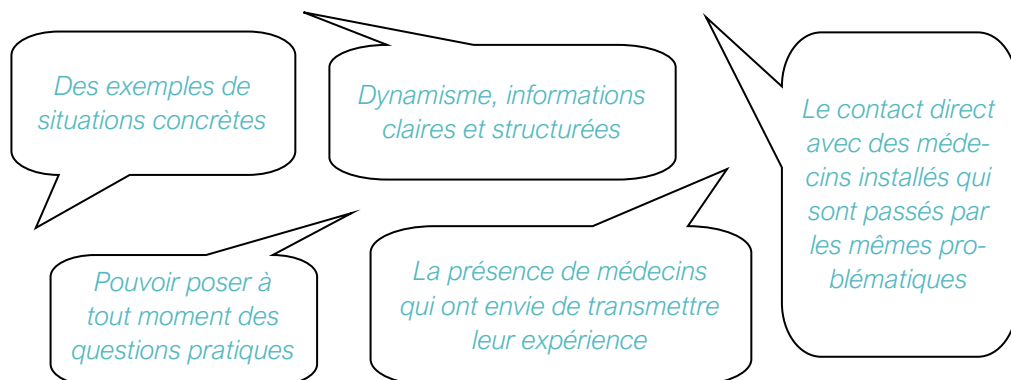 Des exemples de
situations concrètes
Dynamisme, informations
claires et structurées
Le contact direct
avec des méde-
cins installés qui
sont passés par
les mêmes pro-
blématiques
Pouvoir poser à
tout moment des
questions pratiques
La présence de médecins
qui ont envie de transmettre
leur expérience